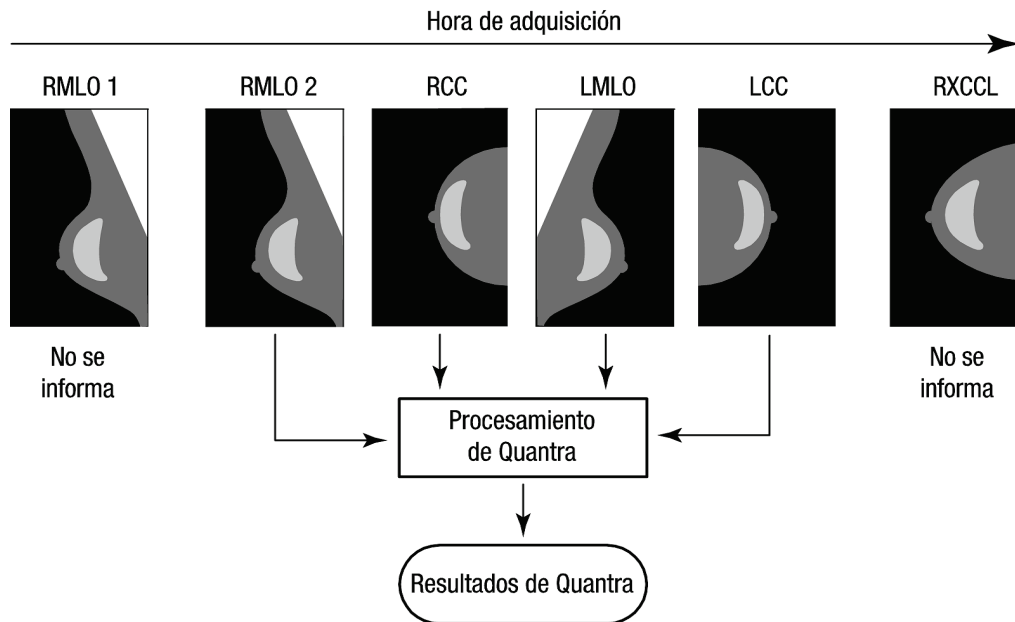 Hora de adquisición
RMLO 1
RMLO 2
RCC
LMLO
LCC
RXCCL
No se
informa
No se
informa
Procesamiento
de Quantra
Resultados de Quantra